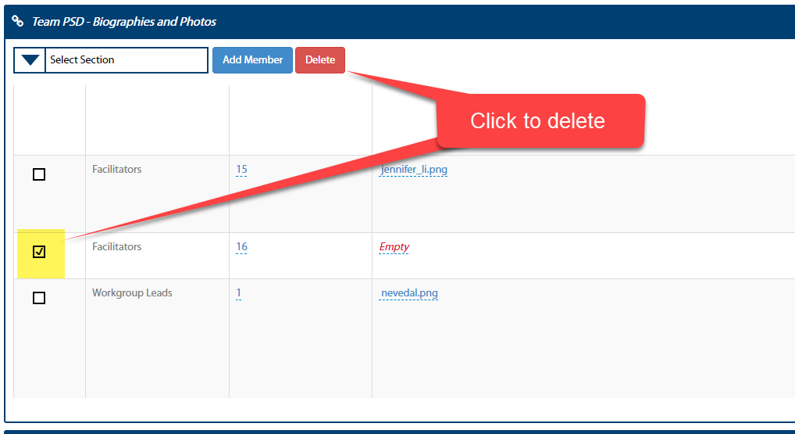 Team PSD - Biographies and Photos
Select Section
Add Member
Delete
Click to delete
Facilitators 15 jennifer_li.png
Facilitators 16 Empty
Workgroup Leads 1 nevedal.png